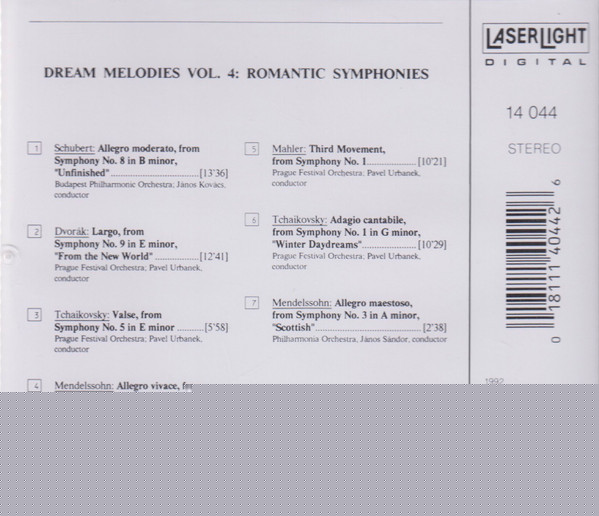 LASERLIGHT
DIGITAL
DREAM MELODIES VOL. 4: ROMANTIC SYMPHONIES
14 044
STEREO
1 Schubert: Allegro moderato, from
Symphony No. 8 in B minor,
"Unfinished" [13'36]
Budapest Philharmonic Orchestra; János Kovács,
conductor
2 Dvorák: Largo, from
Symphony No. 9 in E minor,
"From the New World" [12'41]
Prague Festival Orchestra; Pavel Urbanek,
conductor
3 Tchaikovsky: Valse, from
Symphony No. 5 in E minor [5'58]
Prague Festival Orchestra; Pavel Urbanek,
conductor
4 Mendelssohn: Allegro vivace,
5 Mahler: Third Movement,
from Symphony No. 1 [10'21]
Prague Festival Orchestra; Pavel Urbanek,
conductor
6 Tchaikovsky: Adagio cantabile,
from Symphony No. 1 in G minor,
"Winter Daydreams" [10'29]
Prague Festival Orchestra; Pavel Urbanek,
conductor
7 Mendelssohn: Allegro maestoso,
from Symphony No. 3 in A minor,
"Scottish" [2'38]
Philharmonia Orchestra, János Sándor, conductor
0 18111 40442 6
1992